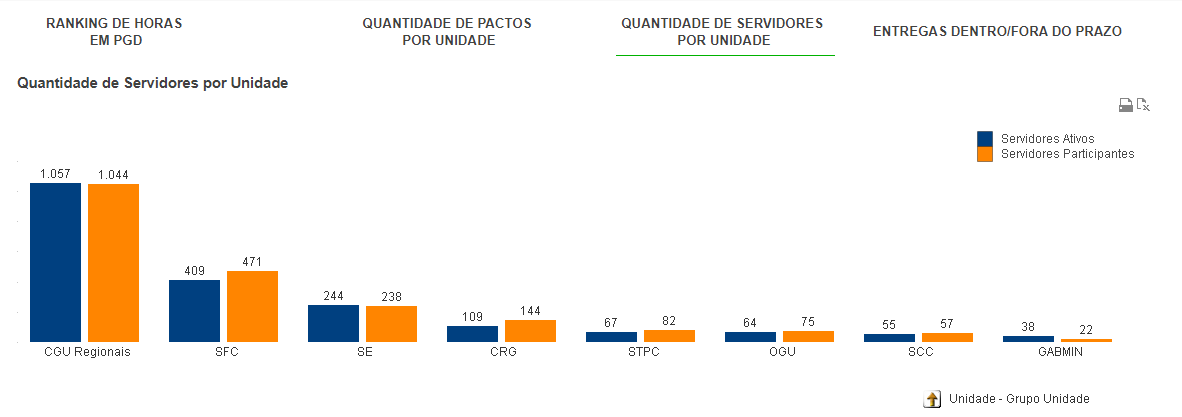 RANKING DE HORAS
EM PGD
QUANTIDADE DE PACTOS
POR UNIDADE
QUANTIDADE DE SERVIDORES
POR UNIDADE
ENTREGAS DENTRO/FORA DO PRAZO
Quantidade de Servidores por Unidade
Servidores Ativos
Servidores Participantes
1.057 1.044
409 471
244 238
109 144
67 82
64 75
55 57
38 22
CGU Regionais SFC SE CRG STPC OGU SCC GABMIN
Unidade - Grupo Unidade